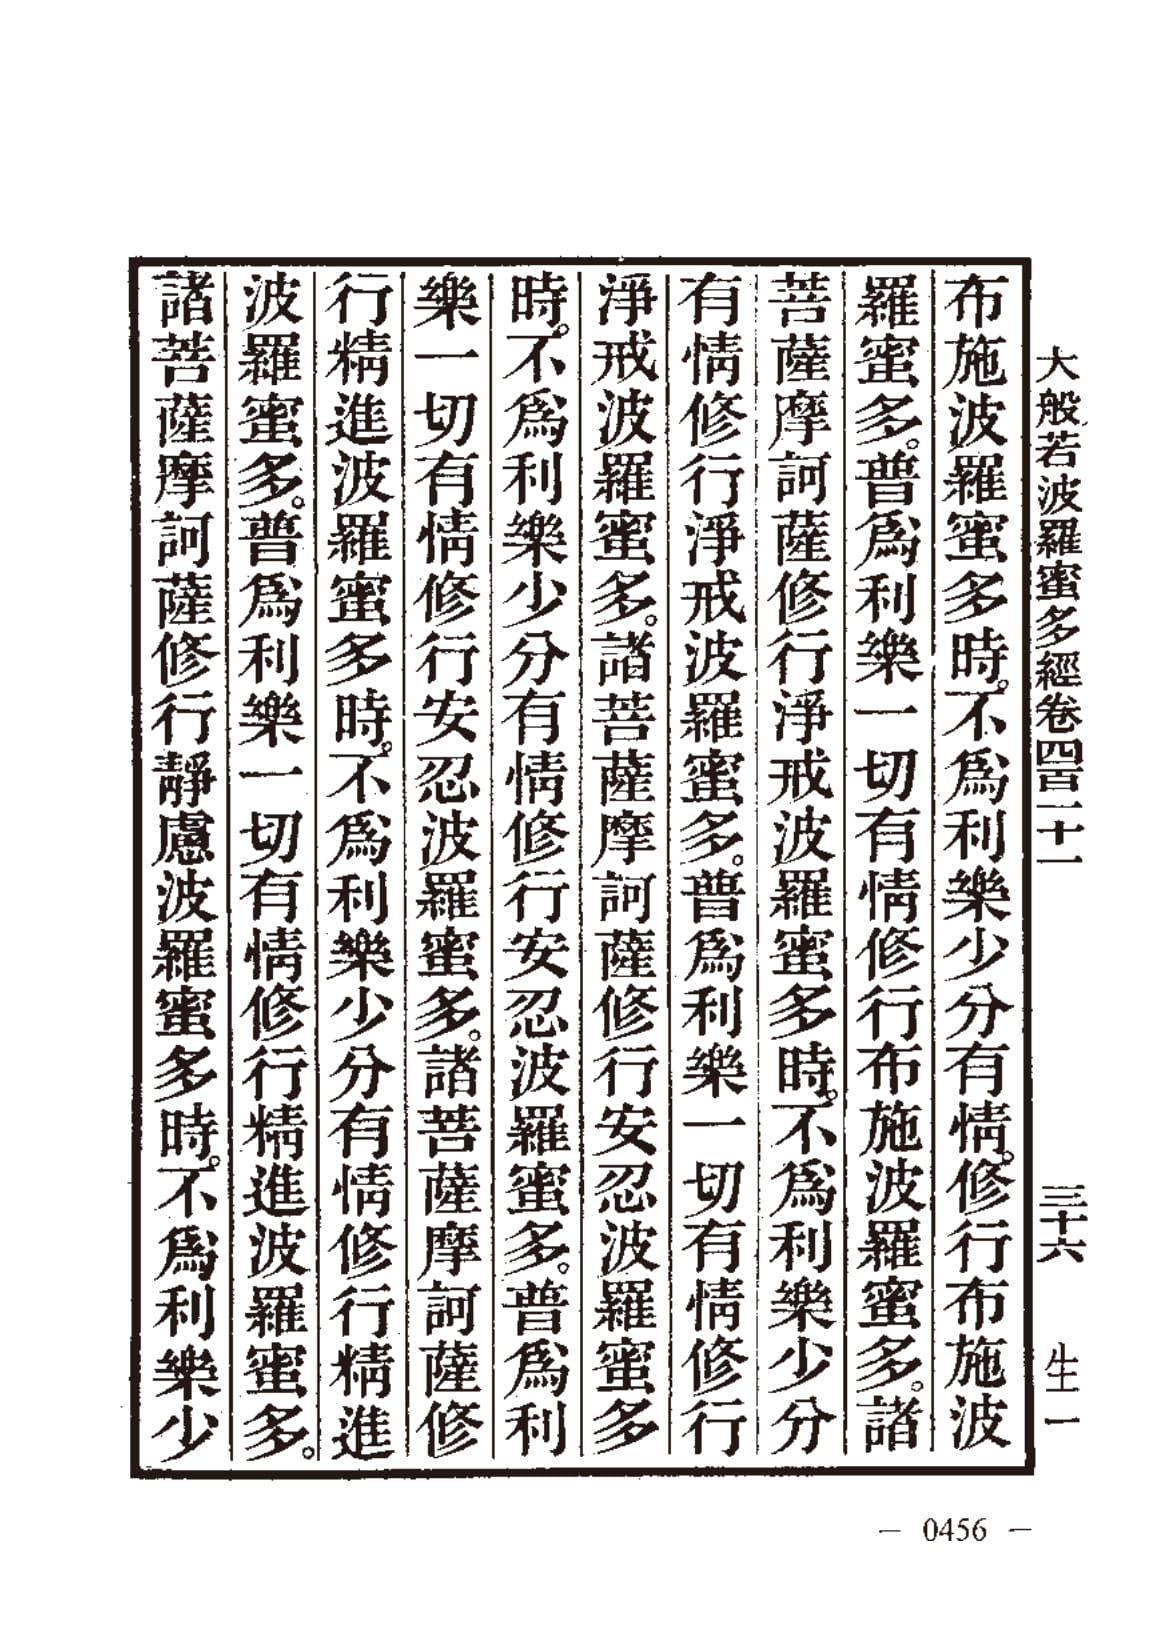 大般若波羅蜜多經卷四百二十一　三十六　生一
布施波羅蜜多時。不爲利樂少分有情。修行布施波
羅蜜多。普爲利樂一切有情修行布施波羅蜜多。諸
菩薩摩訶薩修行淨戒波羅蜜多時。不爲利樂少分
有情修行淨戒波羅蜜多。普爲利樂一切有情修行
淨戒波羅蜜多。諸菩薩摩訶薩修行安忍波羅蜜多
時。不爲利樂少分有情修行安忍波羅蜜多。普爲利
樂一切有情修行安忍波羅蜜多。諸菩薩摩訶薩修
行精進波羅蜜多時。不爲利樂少分有情修行精進
波羅蜜多。普爲利樂一切有情修行精進波羅蜜多。
諸菩薩摩訶薩修行靜慮波羅蜜多時。不爲利樂少
— 0456 —